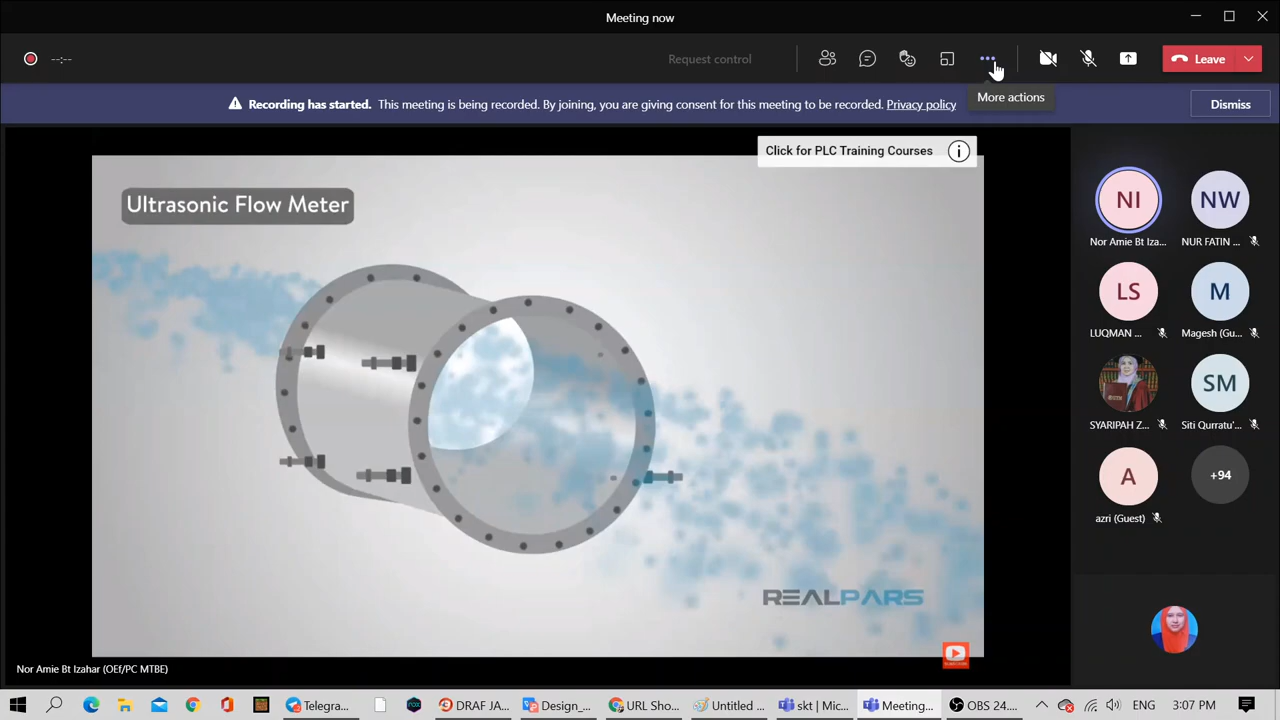 Meeting now
--:--
Request control
Leave
Recording has started. This meeting is being recorded. By joining, you are giving consent for this meeting to be recorded. Privacy policy
More actions
Dismiss
Click for PLC Training Courses
Ultrasonic Flow Meter
REALPARS
Nor Amie Bt Izahar (OEf/PC MTBE)
NI
Nor Amie Bt Iza...
NW
NUR FATIN ...
LS
LUQMAN ...
M
Magesh (Gu...
SYARIPAH Z...
SM
Siti Qurratu'...
A
azri (Guest)
+94
Telegra...
DRAF JA...
Design_...
URL Sho...
Untitled ...
skt | Mic...
Meeting...
OBS 24....
ENG
3:07 PM